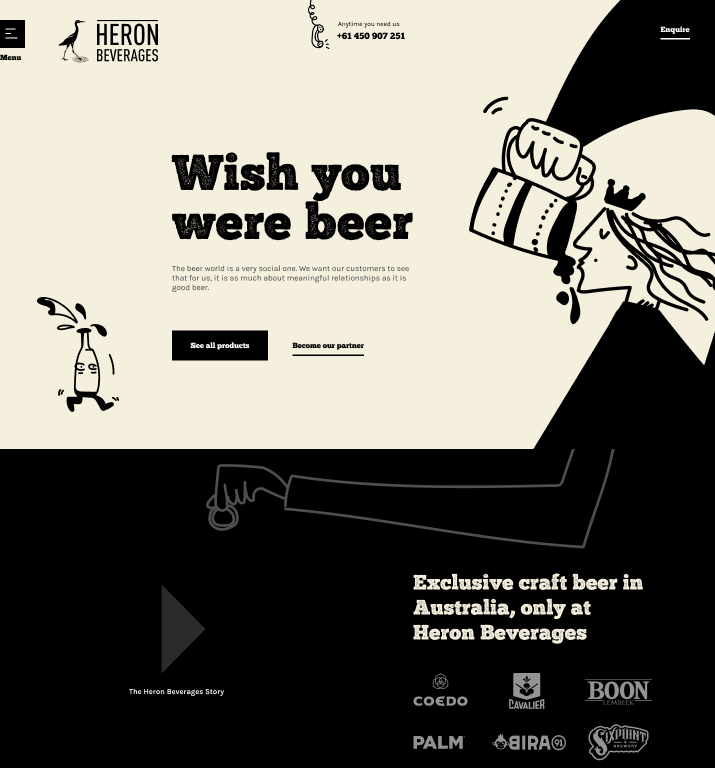 Menu
HERON
BEVERAGES
Anytime you need us
+61 450 907 251
Enquire
Wish you
were beer
The beer world is a very social one. We want our customers to see
that for us, it is as much about meaningful relationships as it is
good beer.
See all products
Become our partner
Exclusive craft beer in
Australia, only at
Heron Beverages
The Heron Beverages Story
COEDO
CAVALIER
BOON
LEMBEEK
PALM
BIRA 91
SIXPOINT
BREWERY